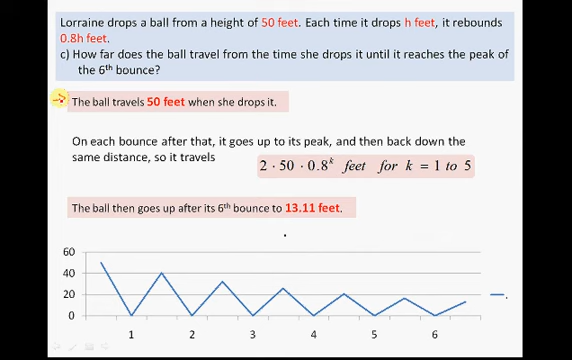 Lorraine drops a ball from a height of 50 feet. Each time it drops h feet, it rebounds
0.8h feet.
c) How far does the ball travel from the time she drops it until it reaches the peak of
the 6th bounce?
The ball travels 50 feet when she drops it.
On each bounce after that, it goes up to its peak, and then back down the
same distance, so it travels
2 · 50 · 0.8^k feet for k = 1 to 5
The ball then goes up after its 6th bounce to 13.11 feet.
60
40
20
0
1 2 3 4 5 6